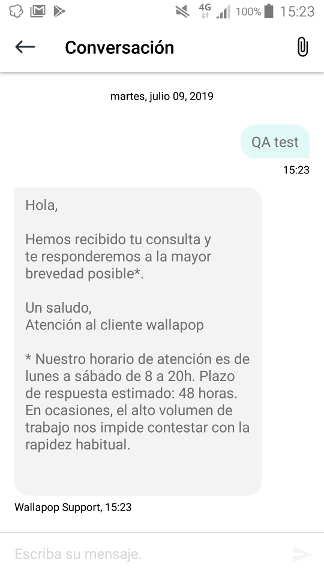 4G 100% 15:23
Conversación
martes, julio 09, 2019
QA test
15:23
Hola,
Hemos recibido tu consulta y
te responderemos a la mayor
brevedad posible*.
Un saludo,
Atención al cliente wallapop
* Nuestro horario de atención es de
lunes a sábado de 8 a 20h. Plazo
de respuesta estimado: 48 horas.
En ocasiones, el alto volumen de
trabajo nos impide contestar con la
rapidez habitual.
Wallapop Support, 15:23
Escriba su mensaje.